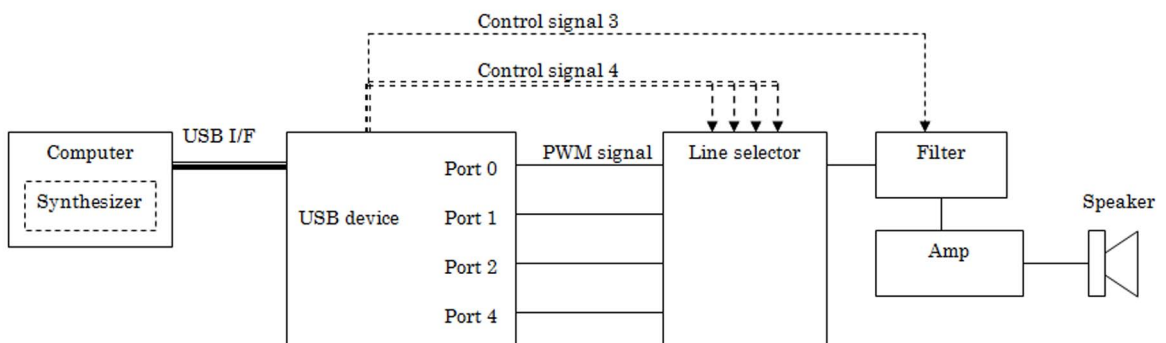 Control signal 3
Control signal 4
USB I/F
Computer
Synthesizer
USB device
Port 0
Port 1
Port 2
Port 4
PWM signal
Line selector
Filter
Amp
Speaker